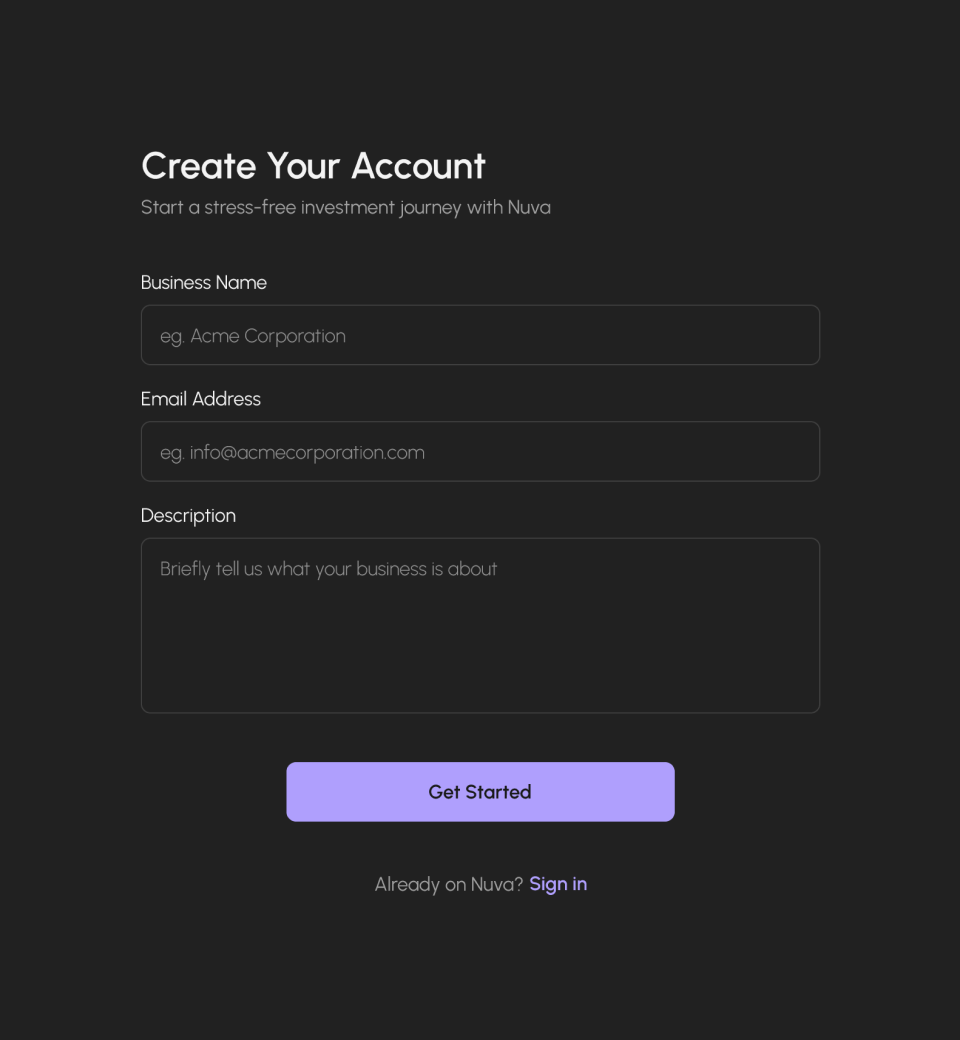 Create Your Account
Start a stress-free investment journey with Nuva
Business Name
eg. Acme Corporation
Email Address
eg. info@acmecorporation.com
Description
Briefly tell us what your business is about
Get Started
Already on Nuva? Sign in